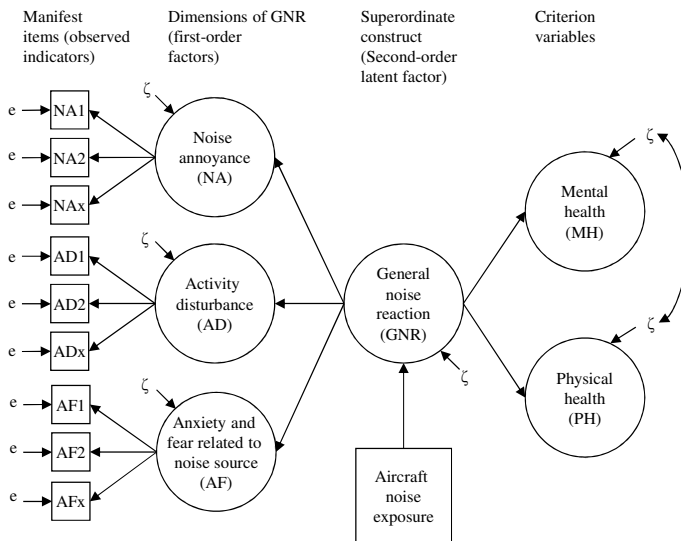 Manifest
items (observed
indicators)
Dimensions of GNR
(first-order
factors)
Superordinate
construct
(Second-order
latent factor)
Criterion
variables
e
NA1
e
NA2
e
NAx
ζ
Noise
annoyance
(NA)
e
AD1
e
AD2
e
ADx
ζ
Activity
disturbance
(AD)
e
AF1
e
AF2
e
AFx
ζ
Anxiety and
fear related to
noise source
(AF)
General
noise
reaction
(GNR)
ζ
Aircraft
noise
exposure
ζ
Mental
health
(MH)
ζ
Physical
health
(PH)